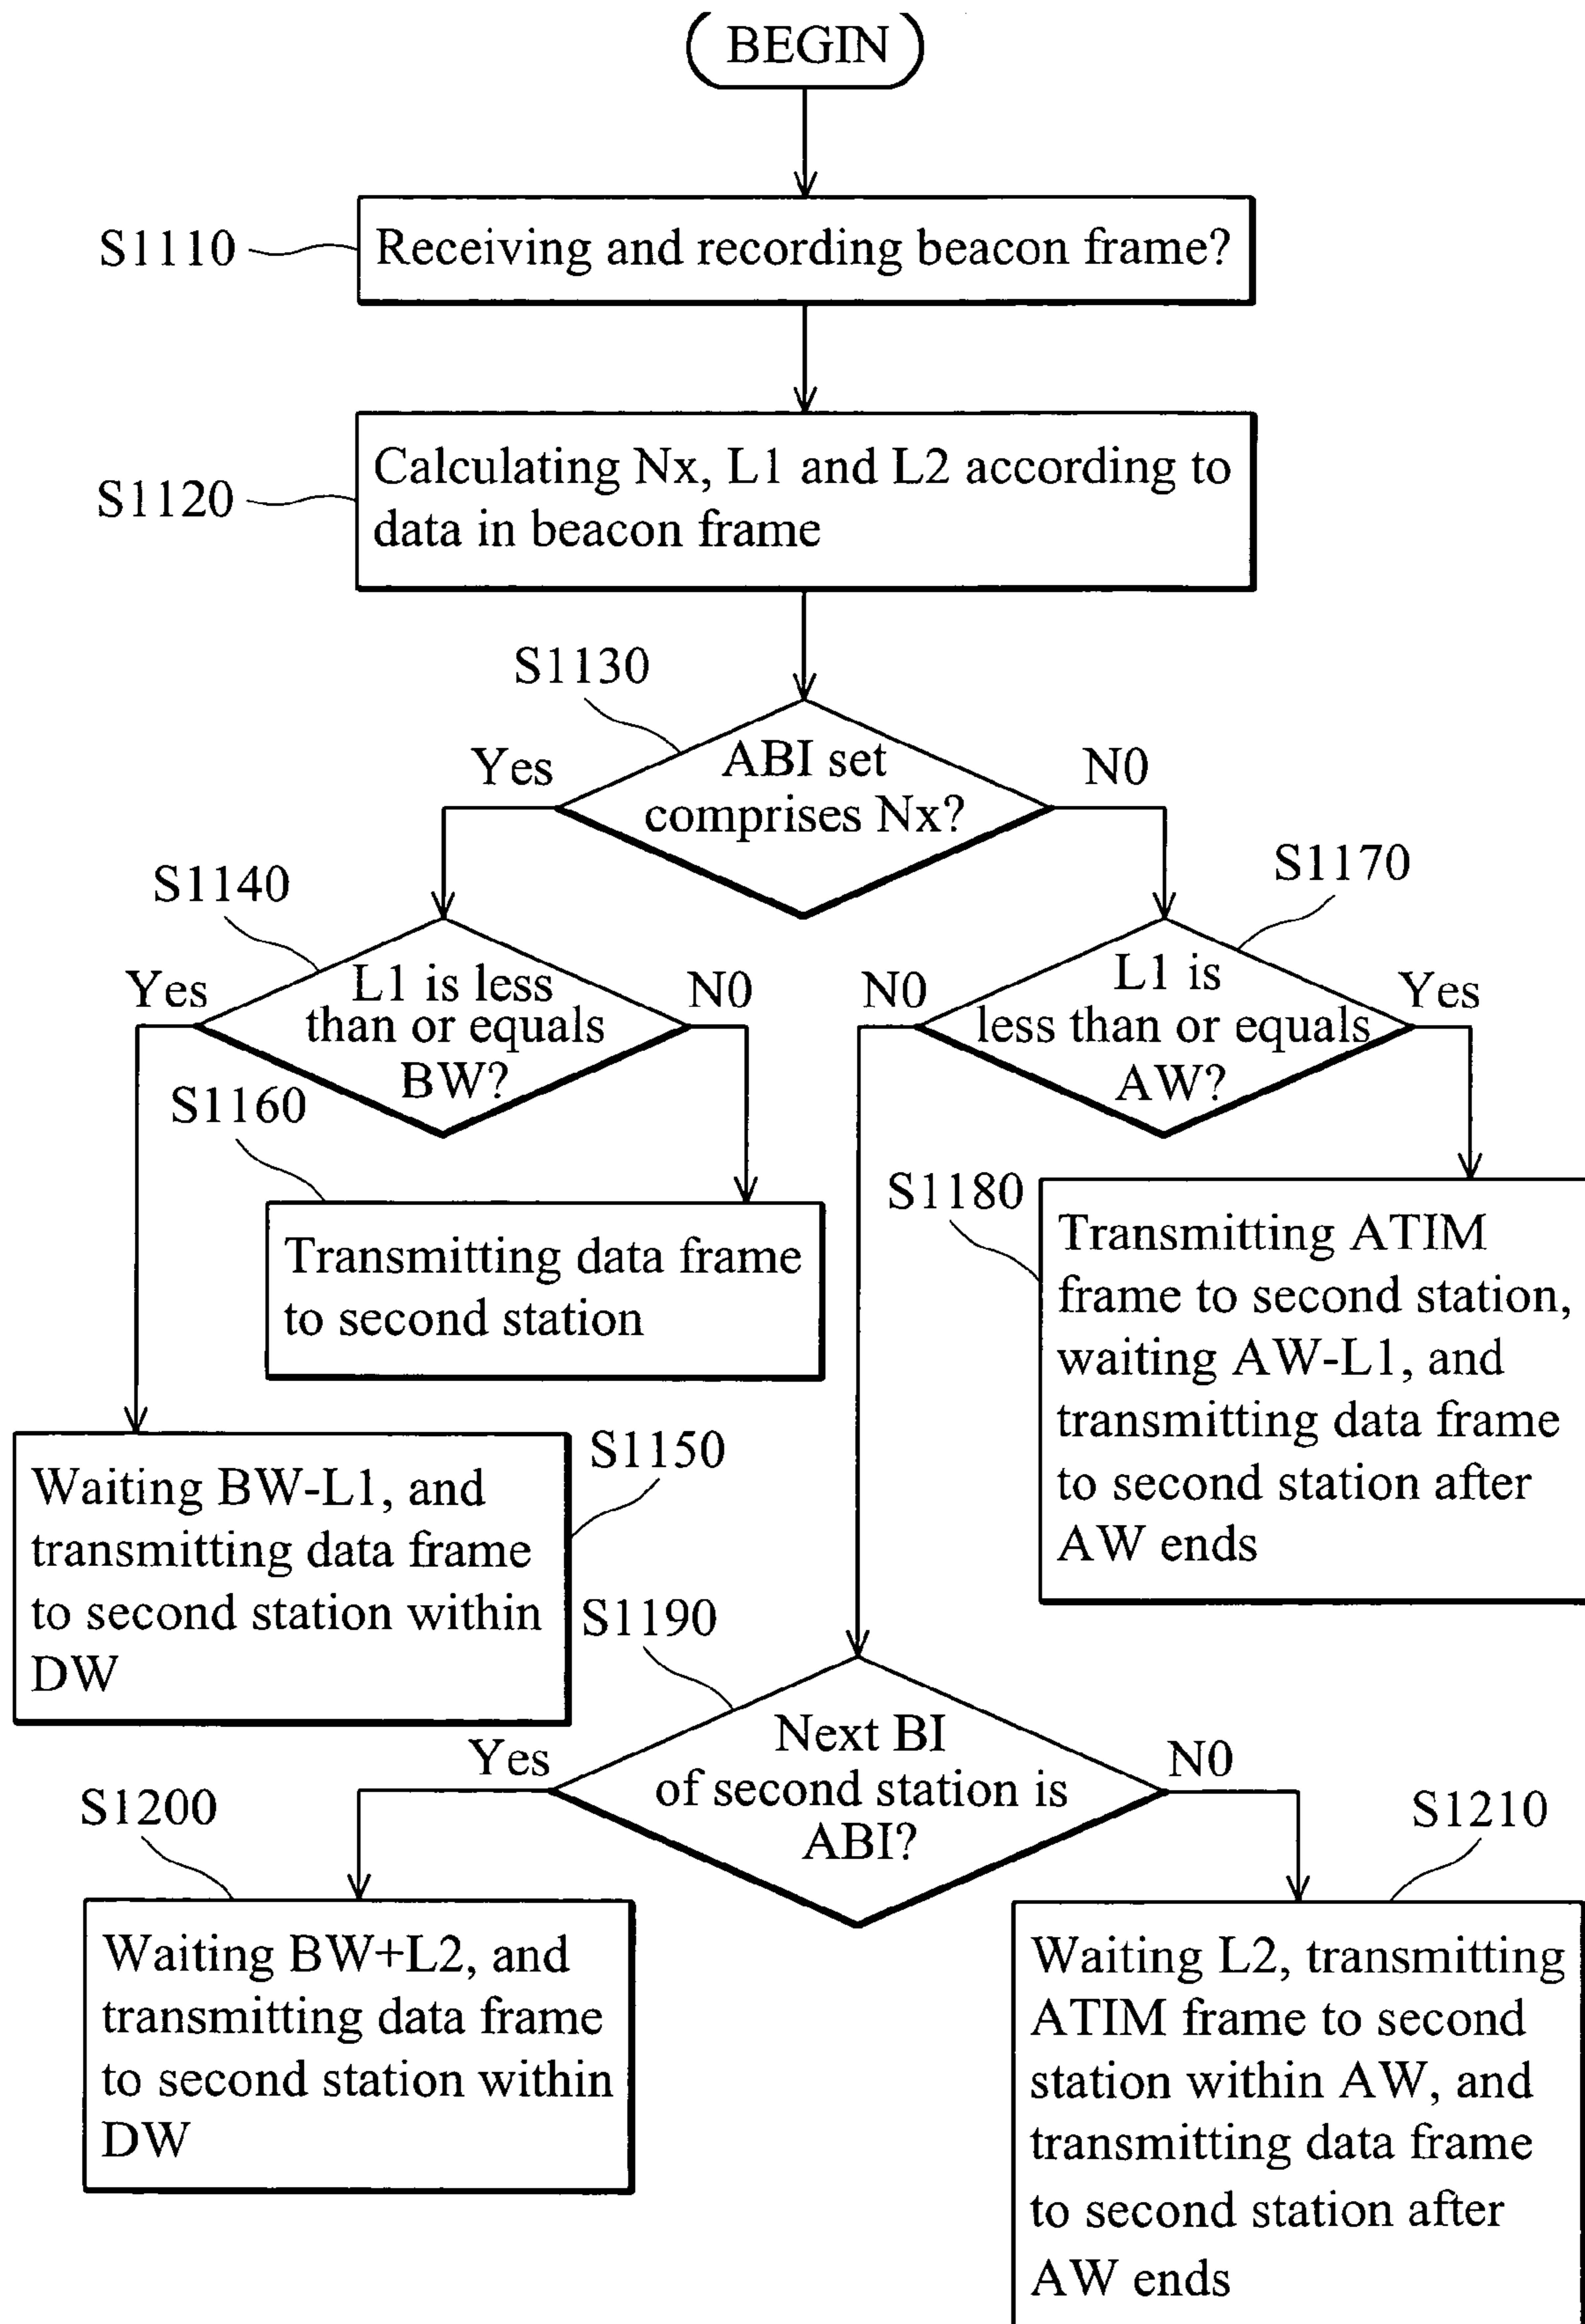 BEGIN
S1110
Receiving and recording beacon frame?
S1120
Calculating Nx, L1 and L2 according to
data in beacon frame
S1130
Yes
ABI set
comprises Nx?
N0
S1140
Yes
L1 is less
than or equals
BW?
N0
S1170
N0
L1 is
less than or equals
AW?
Yes
S1160
Transmitting data frame
to second station
S1180
Transmitting ATIM
frame to second station,
waiting AW-L1, and
transmitting data frame
to second station after
AW ends
S1150
Waiting BW-L1, and
transmitting data frame
to second station within
DW
S1190
Yes
Next BI
of second station is
ABI?
N0
S1200
Waiting BW+L2, and
transmitting data frame
to second station within
DW
S1210
Waiting L2, transmitting
ATIM frame to second
station within AW, and
transmitting data frame
to second station after
AW ends